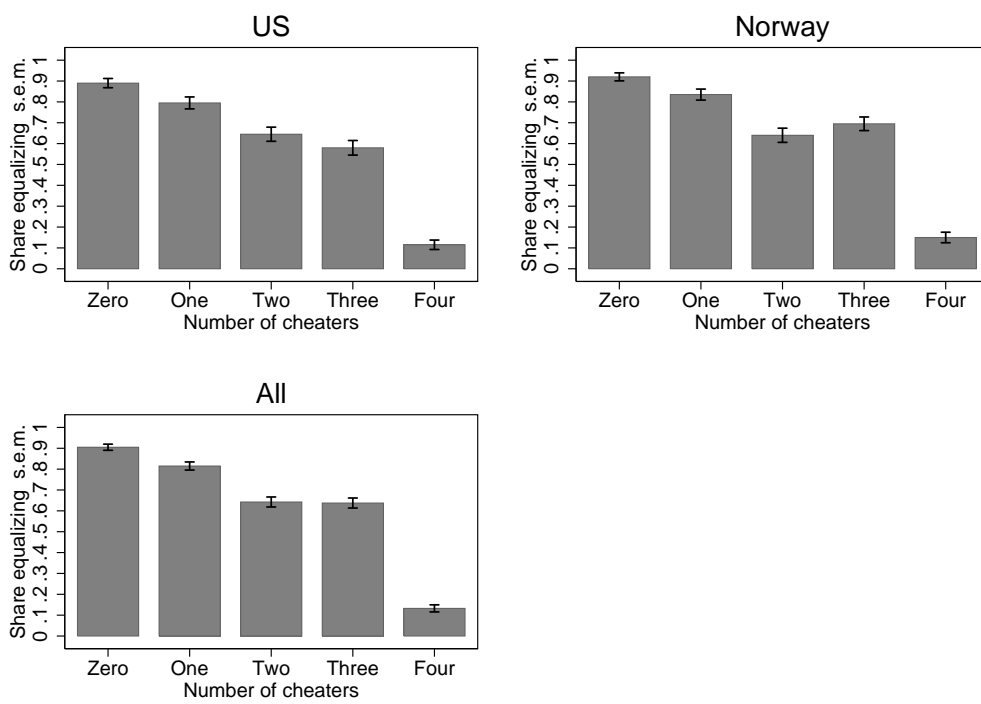 US
Share equalizing s.e.m.
0 .1 .2 .3 .4 .5 .6 .7 .8 .9 1
Zero One Two Three Four
Number of cheaters
Norway
Share equalizing s.e.m.
0 .1 .2 .3 .4 .5 .6 .7 .8 .9 1
Zero One Two Three Four
Number of cheaters
All
Share equalizing s.e.m.
0 .1 .2 .3 .4 .5 .6 .7 .8 .9 1
Zero One Two Three Four
Number of cheaters